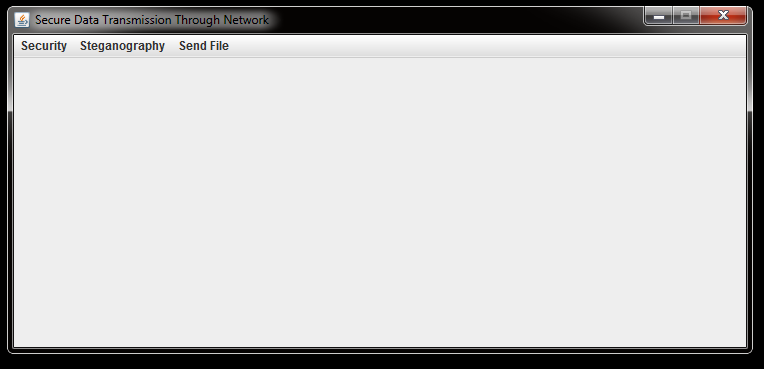 Secure Data Transmission Through Network
Security Steganography Send File